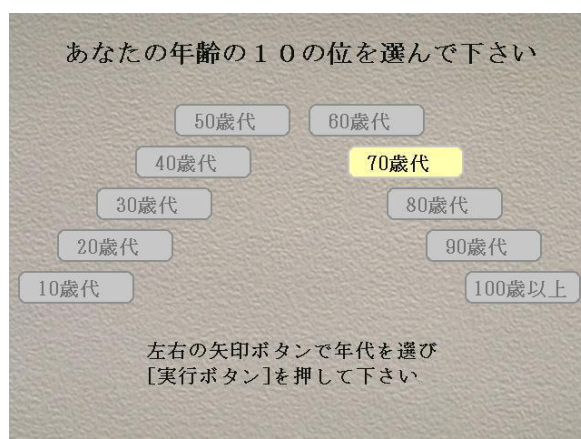 あなたの年齢の１０の位を選んで下さい
50歳代
60歳代
40歳代
70歳代
30歳代
80歳代
20歳代
90歳代
10歳代
100歳以上
左右の矢印ボタンで年代を選び
[実行ボタン]を押して下さい